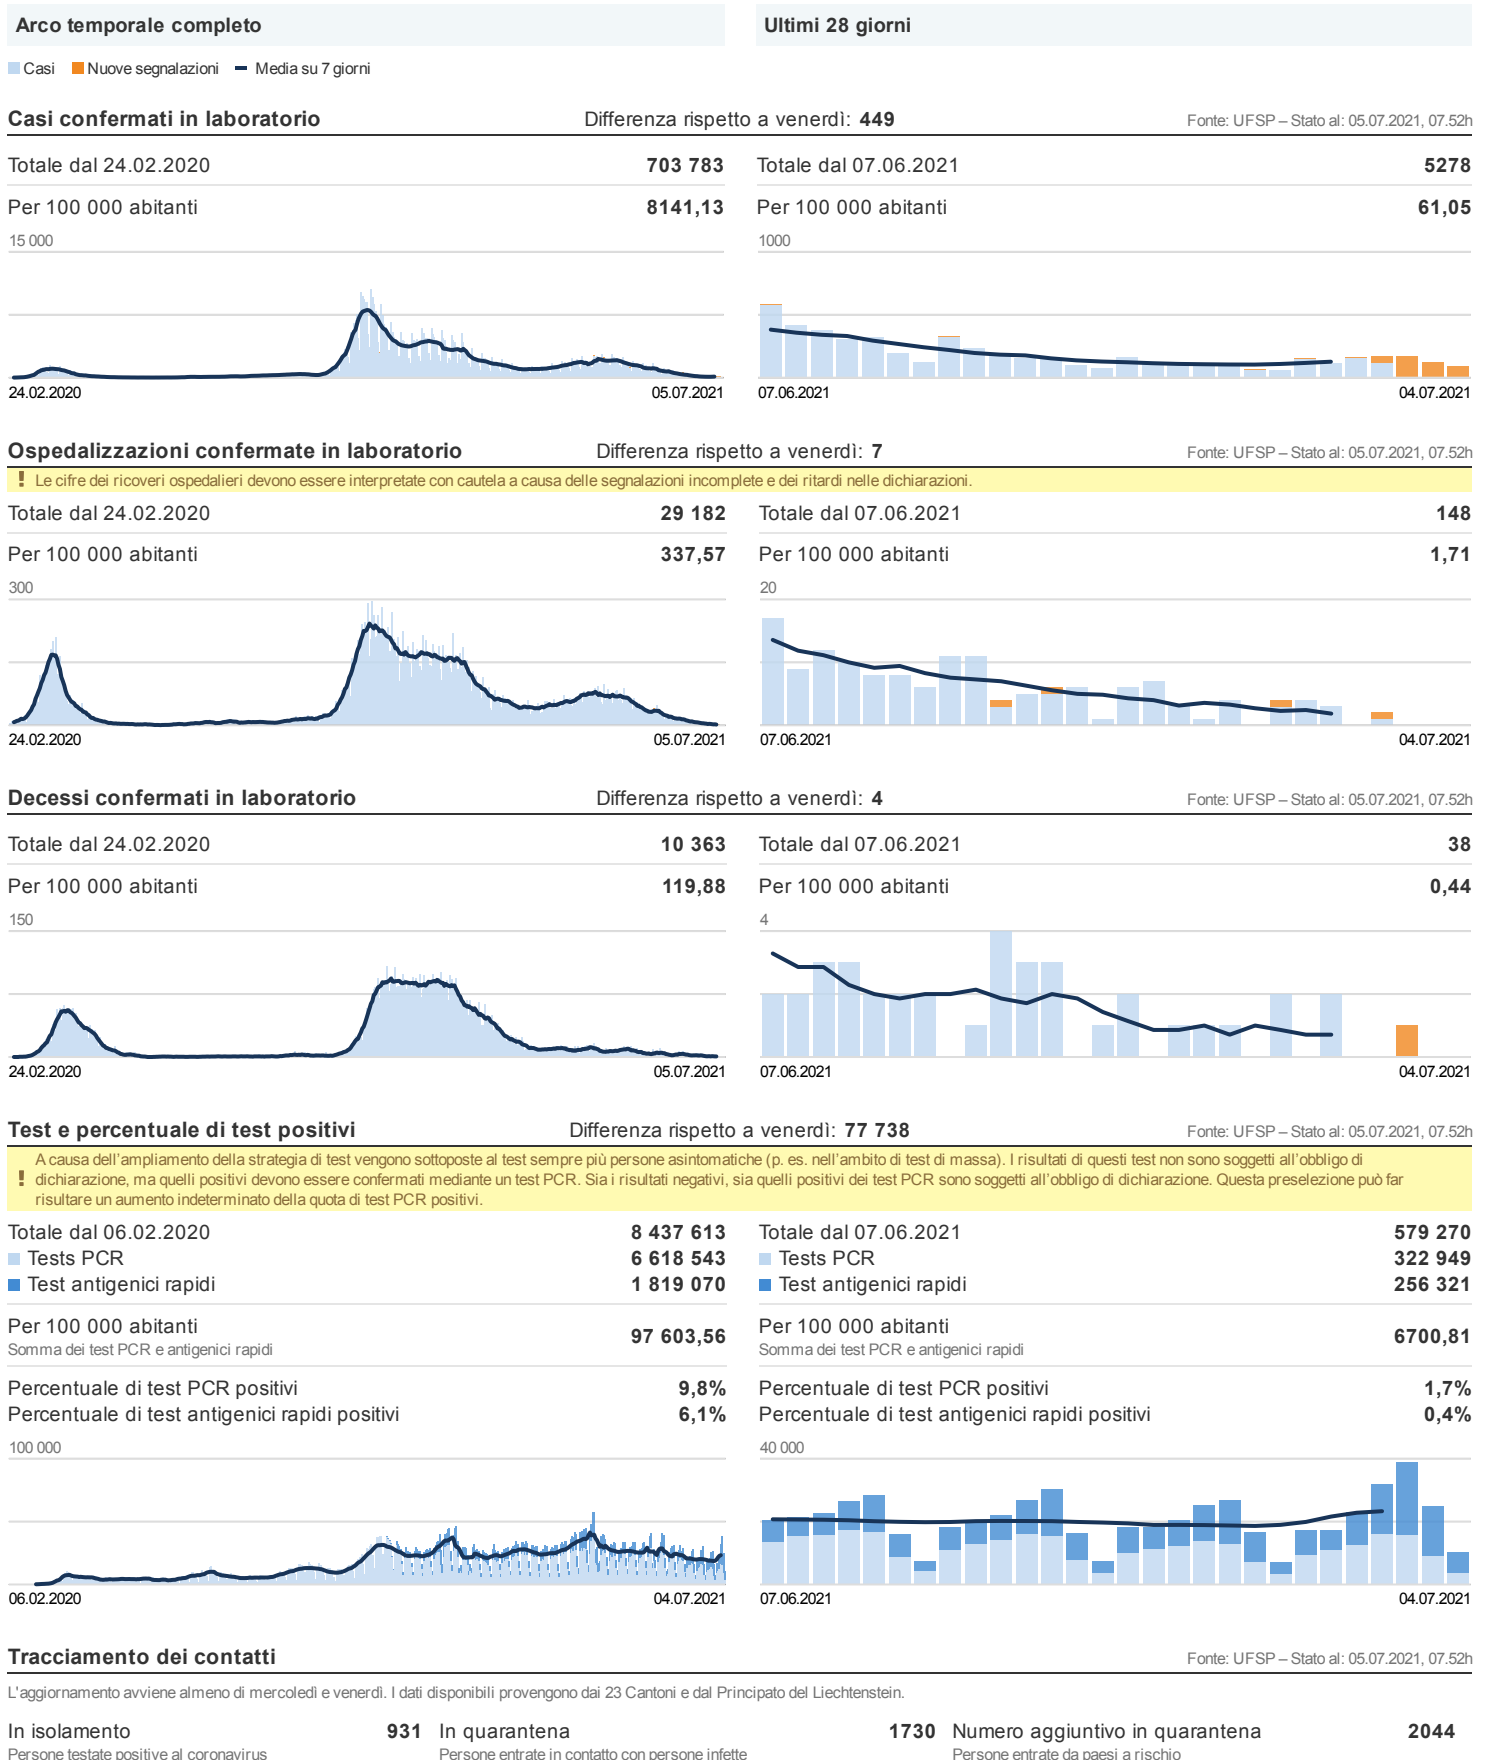 Arco temporale completo
Ultimi 28 giorni
Casi Nuove segnalazioni Media su 7 giorni
Casi confermati in laboratorio Differenza rispetto a venerdì: 449 Fonte: UFSP – Stato al: 05.07.2021, 07.52h
Totale dal 24.02.2020 703 783
Per 100 000 abitanti 8141,13
15 000
24.02.2020 05.07.2021
Totale dal 07.06.2021 5278
Per 100 000 abitanti 61,05
1000
07.06.2021 04.07.2021
Ospedalizzazioni confermate in laboratorio Differenza rispetto a venerdì: 7 Fonte: UFSP – Stato al: 05.07.2021, 07.52h
! Le cifre dei ricoveri ospedalieri devono essere interpretate con cautela a causa delle segnalazioni incomplete e dei ritardi nelle dichiarazioni.
Totale dal 24.02.2020 29 182
Per 100 000 abitanti 337,57
300
24.02.2020 05.07.2021
Totale dal 07.06.2021 148
Per 100 000 abitanti 1,71
20
07.06.2021 04.07.2021
Decessi confermati in laboratorio Differenza rispetto a venerdì: 4 Fonte: UFSP – Stato al: 05.07.2021, 07.52h
Totale dal 24.02.2020 10 363
Per 100 000 abitanti 119,88
150
24.02.2020 05.07.2021
Totale dal 07.06.2021 38
Per 100 000 abitanti 0,44
4
07.06.2021 04.07.2021
Test e percentuale di test positivi Differenza rispetto a venerdì: 77 738 Fonte: UFSP – Stato al: 05.07.2021, 07.52h
A causa dell'ampliamento della strategia di test vengono sottoposte al test sempre più persone asintomatiche (p. es. nell'ambito di test di massa). I risultati di questi test non sono soggetti all'obbligo di
! dichiarazione, ma quelli positivi devono essere confermati mediante un test PCR. Sia i risultati negativi, sia quelli positivi dei test PCR sono soggetti all'obbligo di dichiarazione. Questa preselezione può far
risultare un aumento indeterminato della quota di test PCR positivi.
Totale dal 06.02.2020 8 437 613
Tests PCR 6 618 543
Test antigenici rapidi 1 819 070
Per 100 000 abitanti 97 603,56
Somma dei test PCR e antigenici rapidi
Percentuale di test PCR positivi 9,8%
Percentuale di test antigenici rapidi positivi 6,1%
100 000
06.02.2020 04.07.2021
Totale dal 07.06.2021 579 270
Tests PCR 322 949
Test antigenici rapidi 256 321
Per 100 000 abitanti 6700,81
Somma dei test PCR e antigenici rapidi
Percentuale di test PCR positivi 1,7%
Percentuale di test antigenici rapidi positivi 0,4%
40 000
07.06.2021 04.07.2021
Tracciamento dei contatti Fonte: UFSP – Stato al: 05.07.2021, 07.52h
L'aggiornamento avviene almeno di mercoledì e venerdì. I dati disponibili provengono dai 23 Cantoni e dal Principato del Liechtenstein.
In isolamento 931 In quarantena 1730 Numero aggiuntivo in quarantena 2044
Persone testate positive al coronavirus Persone entrate in contatto con persone infette Persone entrate da paesi a rischio